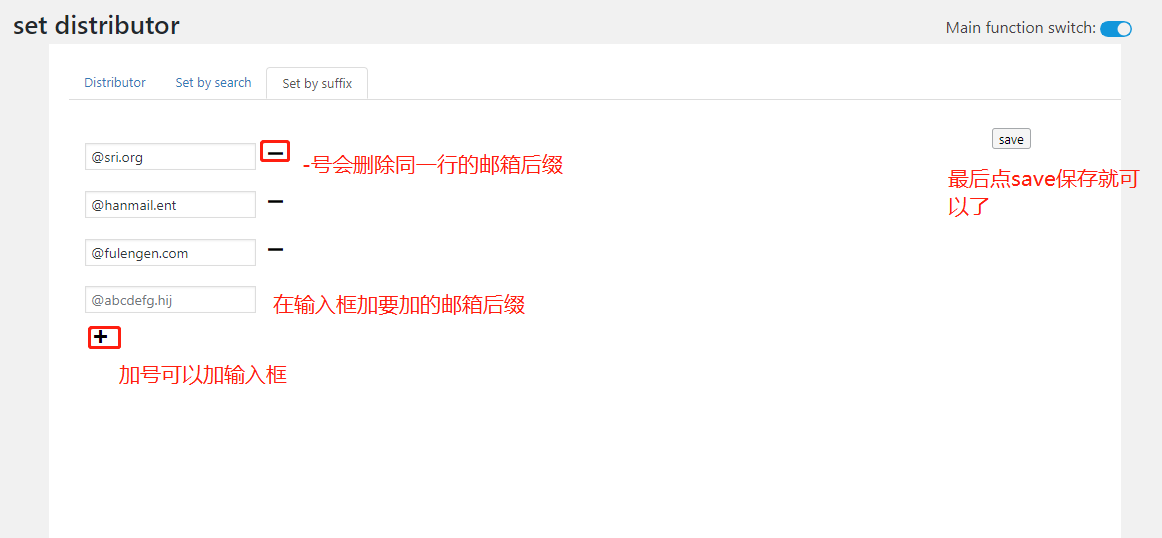 set distributor
Main function switch:
Distributor
Set by search
Set by suffix
save
@sri.org
-号会删除同一行的邮箱后缀
最后点save保存就可
以了
@hanmail.ent
@fulengen.com
@abcdefg.hij
在输入框加要加的邮箱后缀
加号可以加输入框